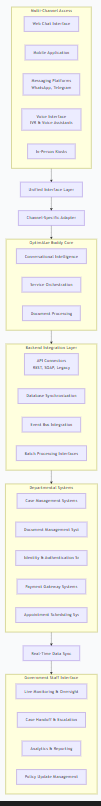 Multi-Channel Access
Web Chat Interface
Mobile Application
Messaging Platforms
WhatsApp, Telegram
Voice Interface
IVR & Voice Assistants
In-Person Kiosks
Unified Interface Layer
Channel-Specific Adapter
Conversational Intelligence
Service Orchestration
Document Processing
Backend Integration Layer
API Connectors
REST, SOAP, Legacy
Database Synchronization
Event Bus Integration
Batch Processing Interfaces
Departmental Systems
Case Management Systems
Document Management Syst
Identity & Authentication Sy
Payment Gateway Systems
Appointment Scheduling Sys
Real-Time Data Sync
Government Staff Interface
Live Monitoring & Oversight
Case Handoff & Escalation
Analytics & Reporting
Policy Update Management